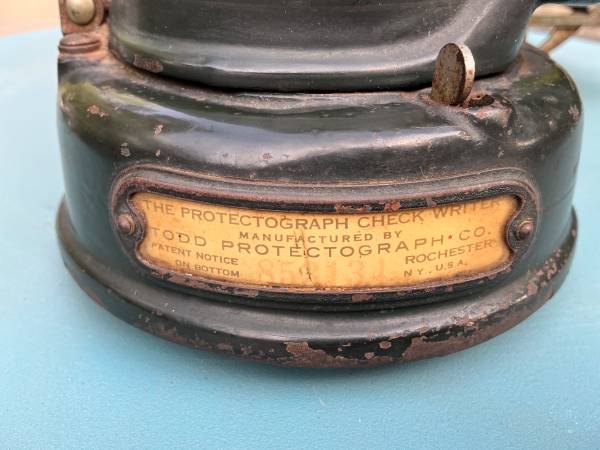 THE PROTECTOGRAPH CHECK WRITER
MANUFACTURED BY
TODD PROTECTOGRAPH • CO.
PATENT NOTICE
ON BOTTOM
ROCHESTER
N.Y. U.S.A.